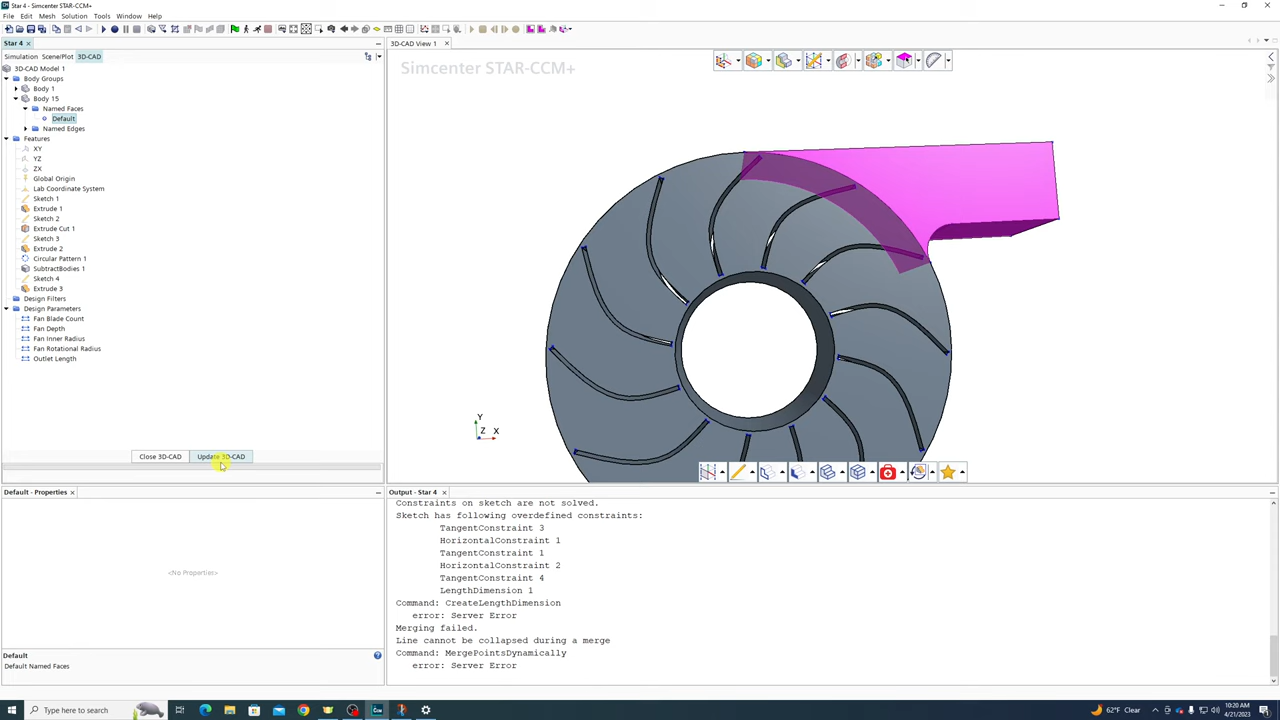 Star 4 - Simcenter STAR-CCM+
File Edit Mesh Solution Tools Window Help
Star 4
3D-CAD View 1
Simulation Scene/Plot 3D-CAD
Simcenter STAR-CCM+
3D-CAD Model 1
Body Groups
Body 1
Body 15
Named Faces
Default
Named Edges
Features
XY
YZ
ZX
Global Origin
Lab Coordinate System
Sketch 1
Extrude 1
Sketch 2
Extrude Cut 1
Sketch 3
Extrude 2
Circular Pattern 1
SubtractBodies 1
Sketch 4
Extrude 3
Design Filters
Design Parameters
Fan Blade Count
Fan Depth
Fan Inner Radius
Fan Rotational Radius
Outlet Length
Y
Z X
Close 3D-CAD Update 3D-CAD
Default - Properties
<No Properties>
Default
Default Named Faces
Output - Star 4
Constraints on sketch are not solved.
Sketch has following overdefined constraints:
TangentConstraint 3
HorizontalConstraint 1
TangentConstraint 1
HorizontalConstraint 2
TangentConstraint 4
LengthDimension 1
Command: CreateLengthDimension
error: Server Error
Merging failed.
Line cannot be collapsed during a merge
Command: MergePointsDynamically
error: Server Error
Type here to search
62°F Clear
10:20 AM
4/21/2023